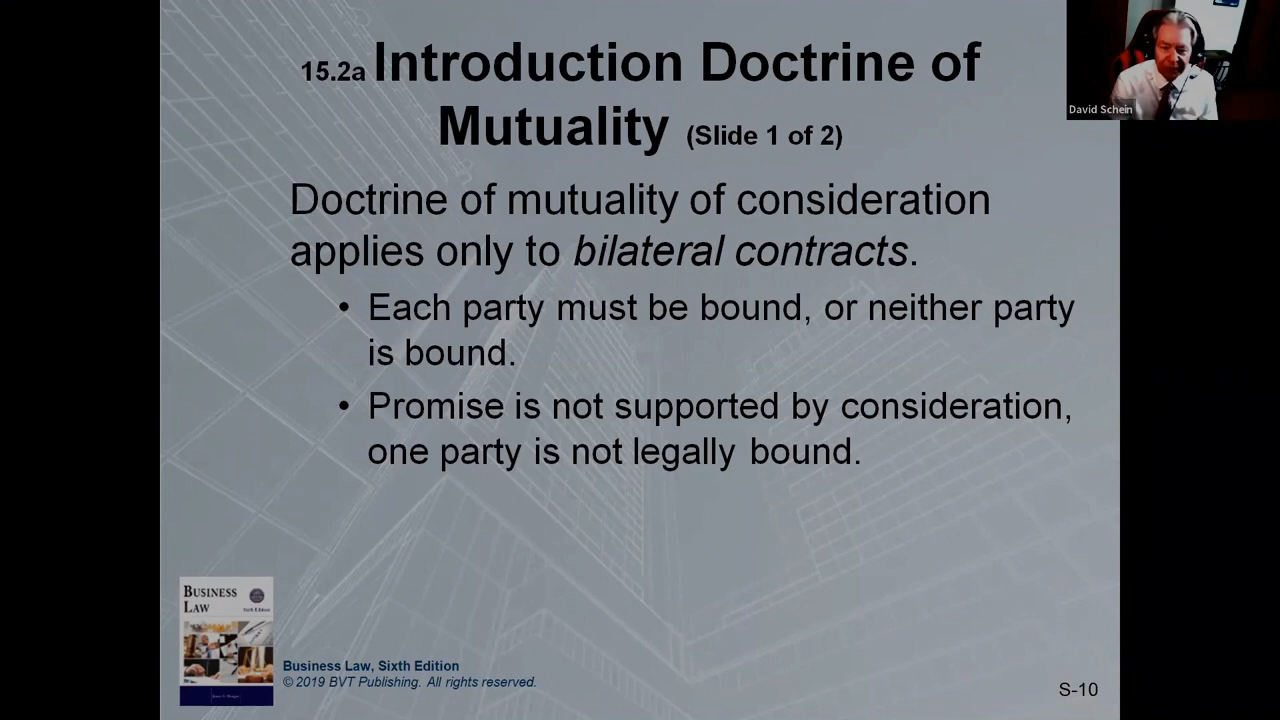 15.2a Introduction Doctrine of
Mutuality (Slide 1 of 2)
David Schein
Doctrine of mutuality of consideration
applies only to bilateral contracts.
• Each party must be bound, or neither party
is bound.
• Promise is not supported by consideration,
one party is not legally bound.
BUSINESS
LAW
Sixth Edition
Business Law, Sixth Edition
© 2019 BVT Publishing. All rights reserved.
S-10